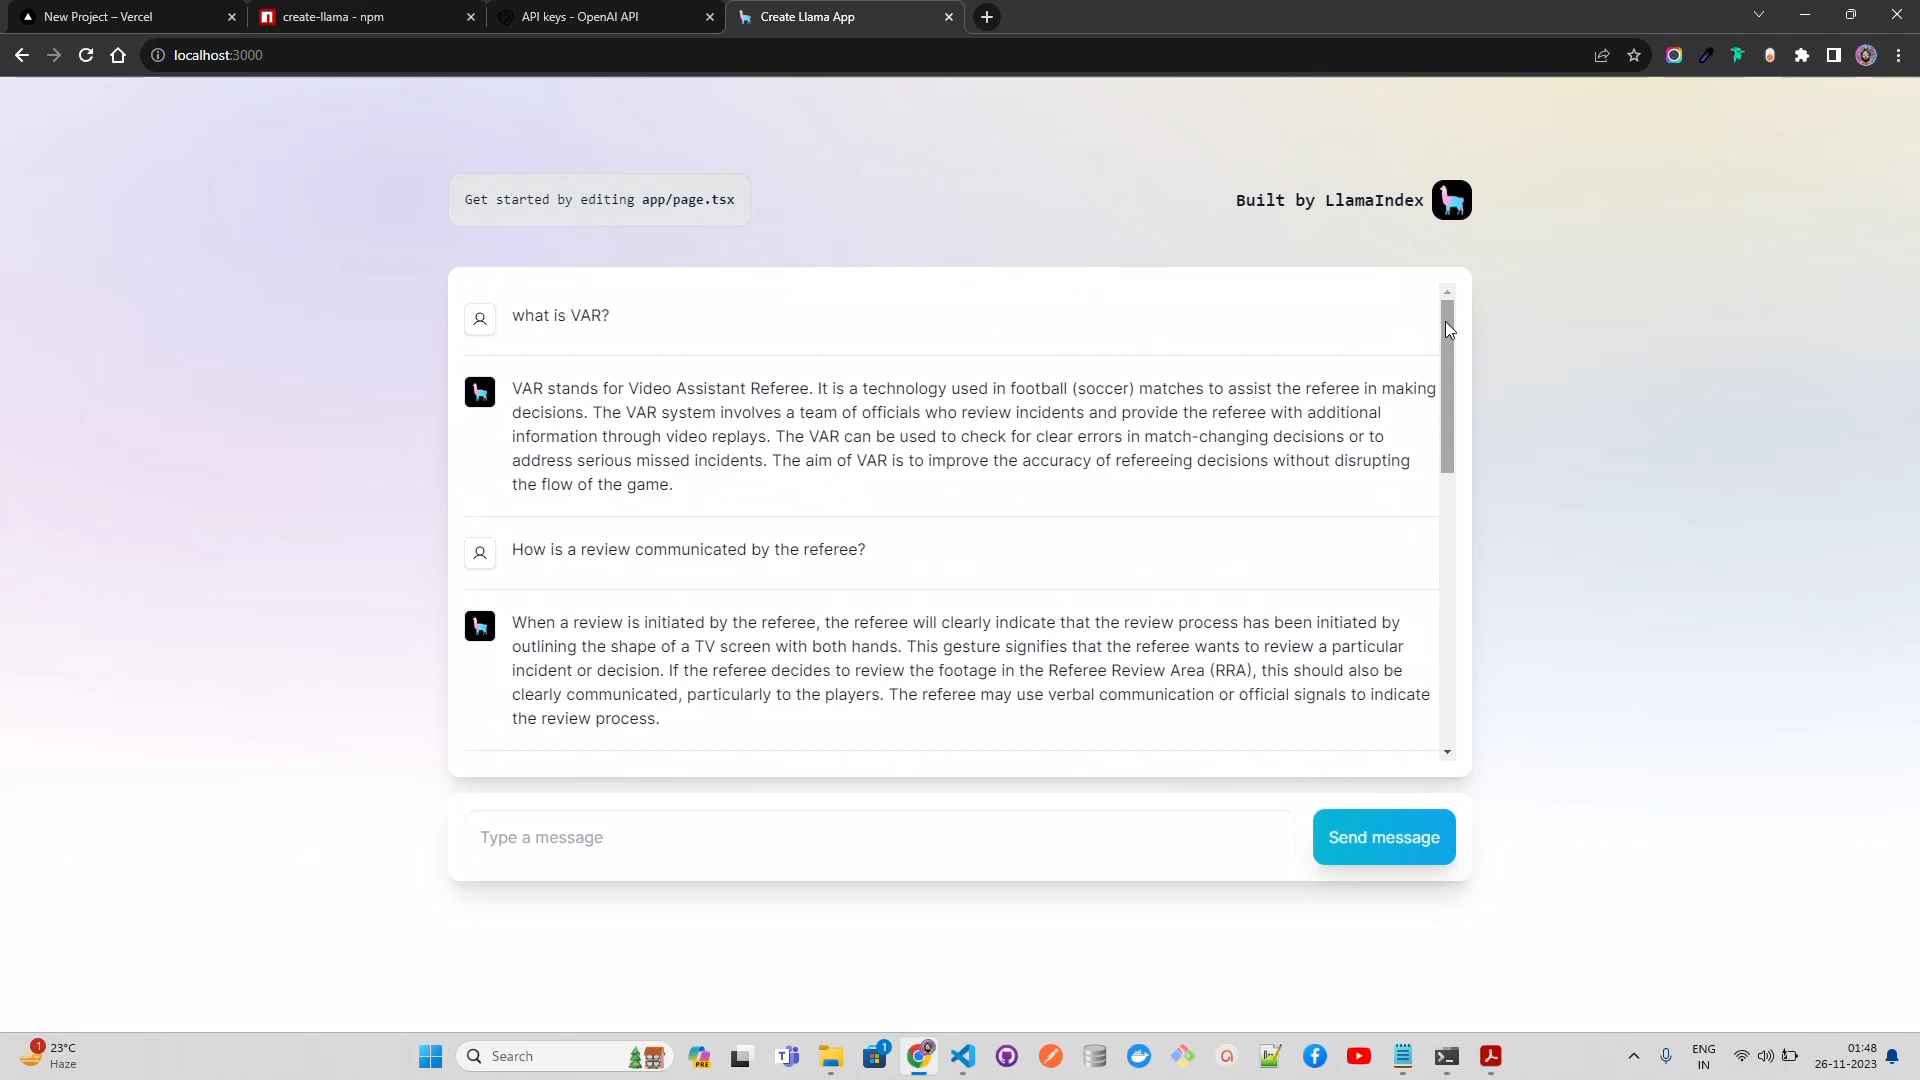 New Project – Vercel
create-llama - npm
API keys - OpenAI API
Create Llama App
localhost:3000
Get started by editing app/page.tsx
Built by LlamaIndex
what is VAR?
VAR stands for Video Assistant Referee. It is a technology used in football (soccer) matches to assist the referee in making
decisions. The VAR system involves a team of officials who review incidents and provide the referee with additional
information through video replays. The VAR can be used to check for clear errors in match-changing decisions or to
address serious missed incidents. The aim of VAR is to improve the accuracy of refereeing decisions without disrupting
the flow of the game.
How is a review communicated by the referee?
When a review is initiated by the referee, the referee will clearly indicate that the review process has been initiated by
outlining the shape of a TV screen with both hands. This gesture signifies that the referee wants to review a particular
incident or decision. If the referee decides to review the footage in the Referee Review Area (RRA), this should also be
clearly communicated, particularly to the players. The referee may use verbal communication or official signals to indicate
the review process.
Type a message
Send message
1
23°C
Haze
Search
PRE
1
ENG
IN
01:48
26-11-2023